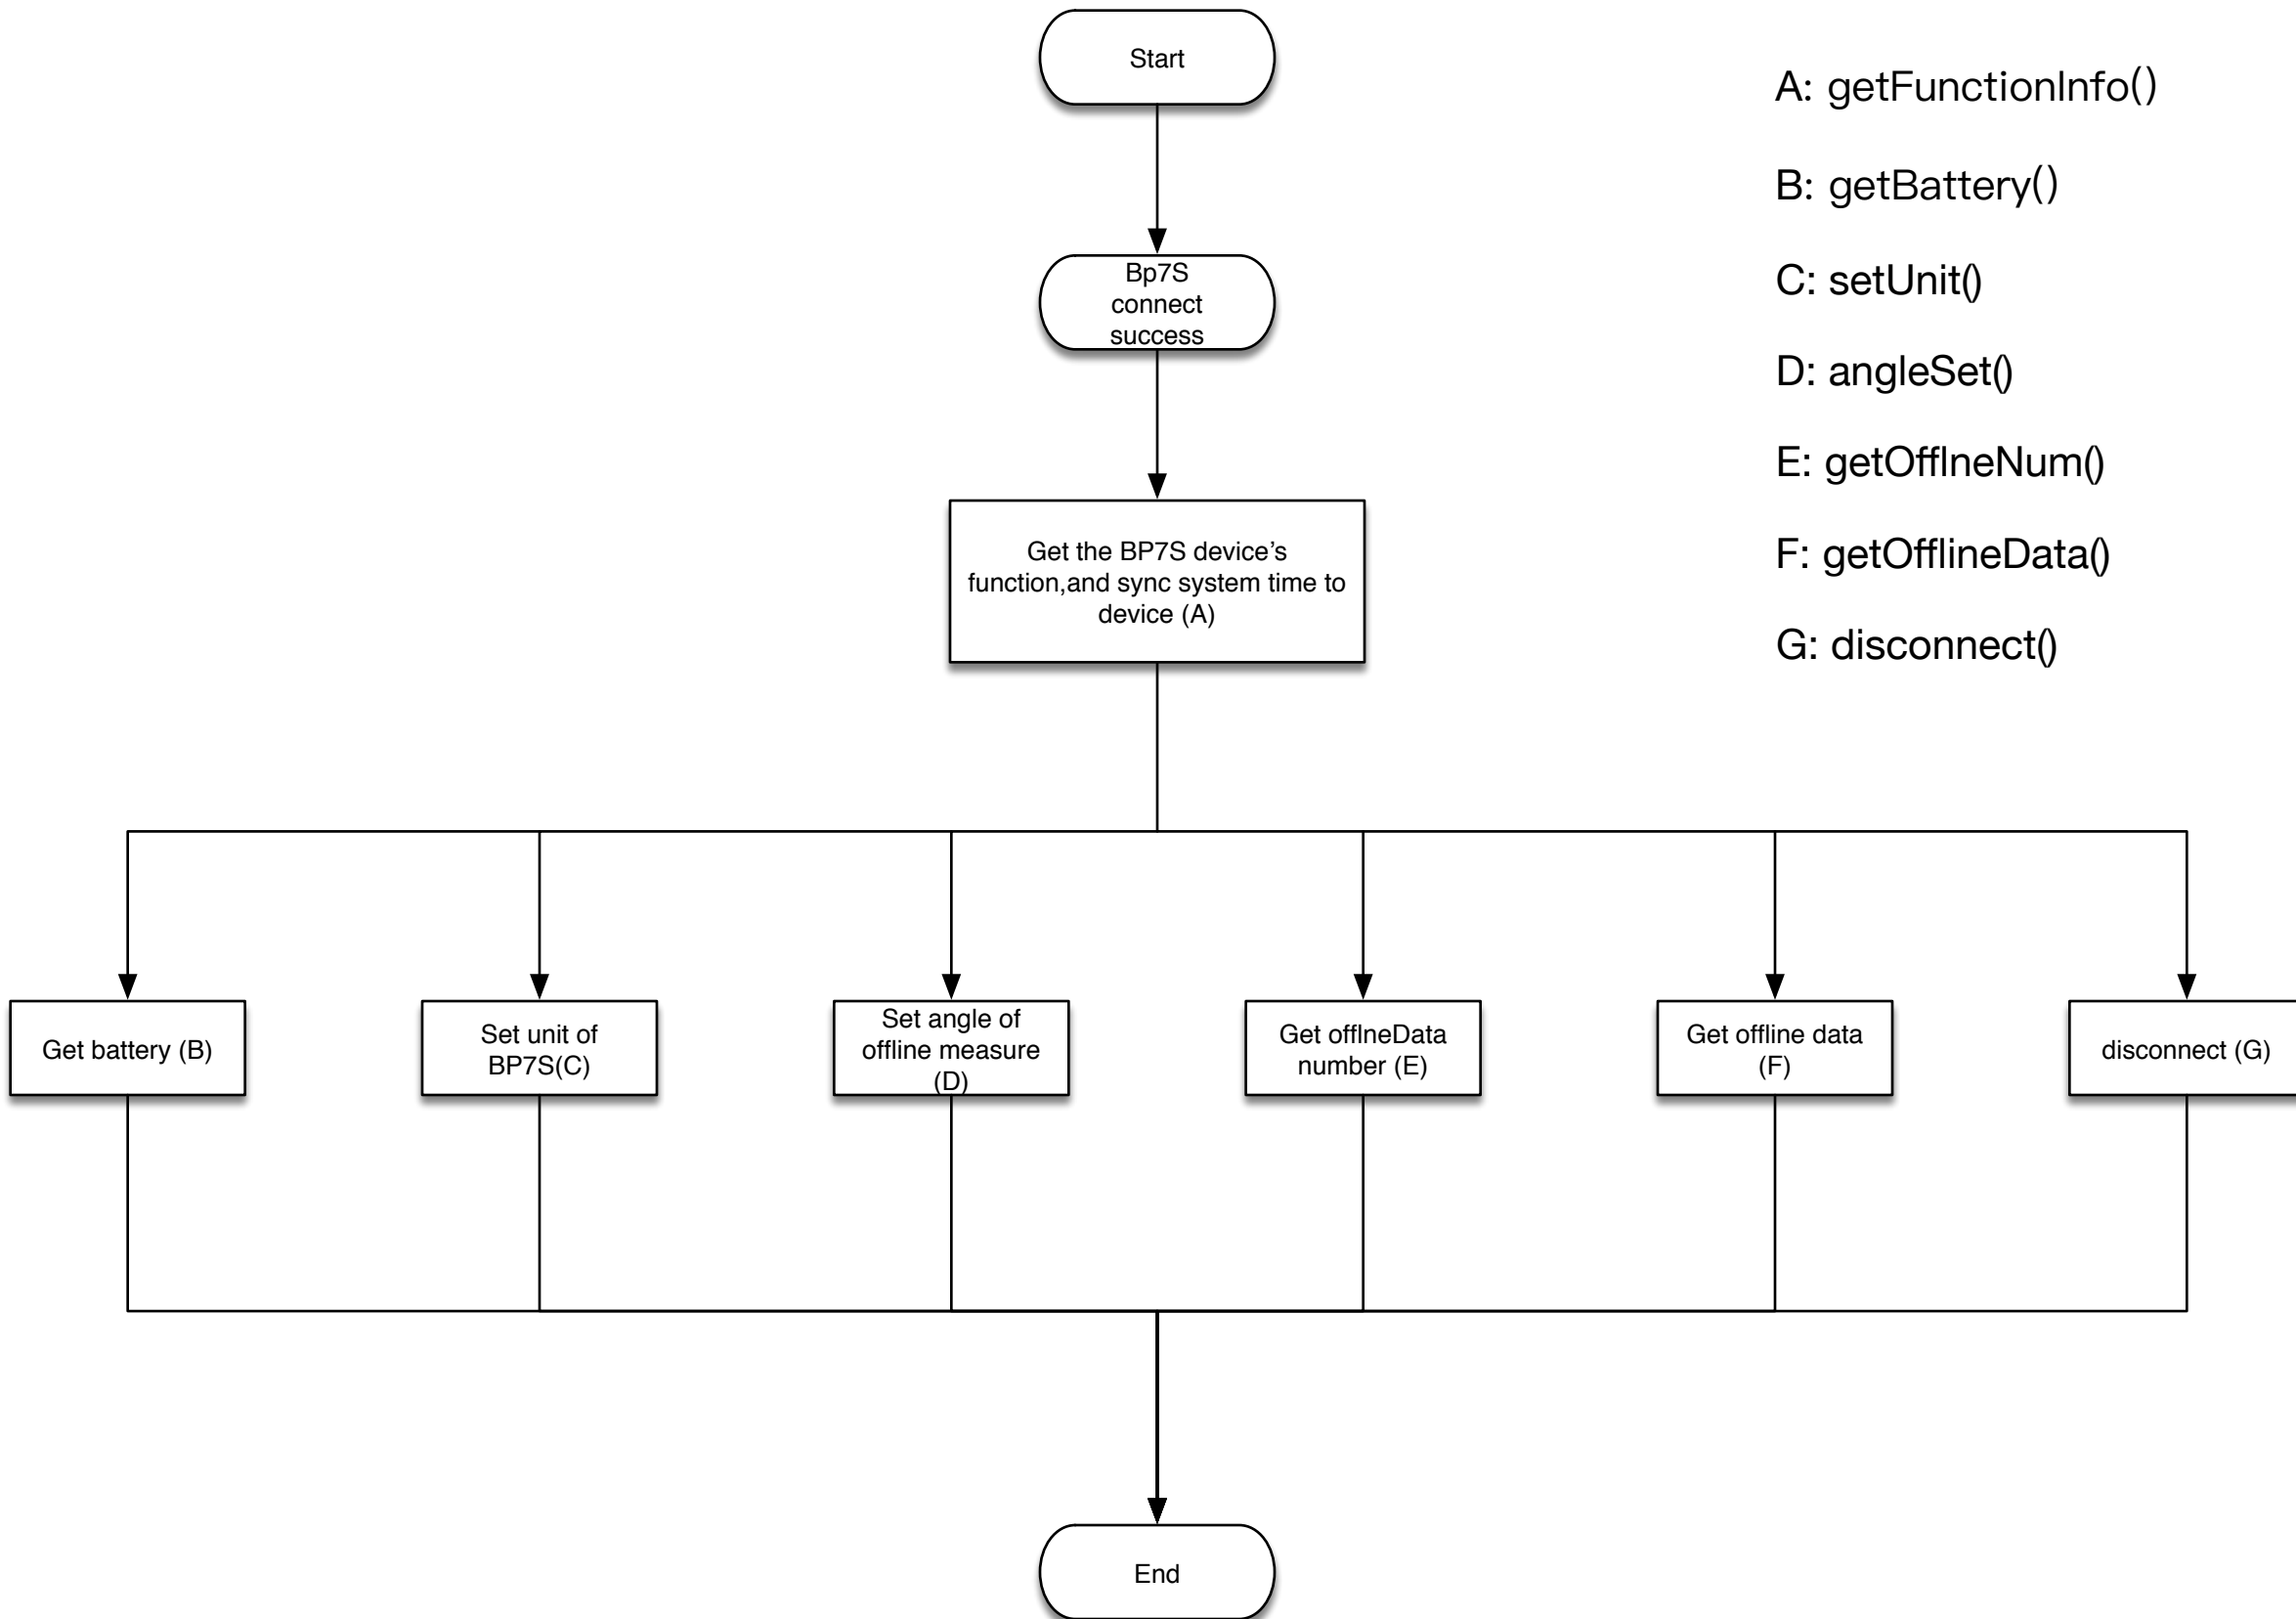 Start
Bp7S
connect
success
Get the BP7S device’s
function,and sync system time to
device (A)
A: getFunctionInfo()
B: getBattery()
C: setUnit()
D: angleSet()
E: getOfflneNum()
F: getOfflineData()
G: disconnect()
Get battery (B)
Set unit of
BP7S(C)
Set angle of
offline measure
(D)
Get offlneData
number (E)
Get offline data
(F)
disconnect (G)
End